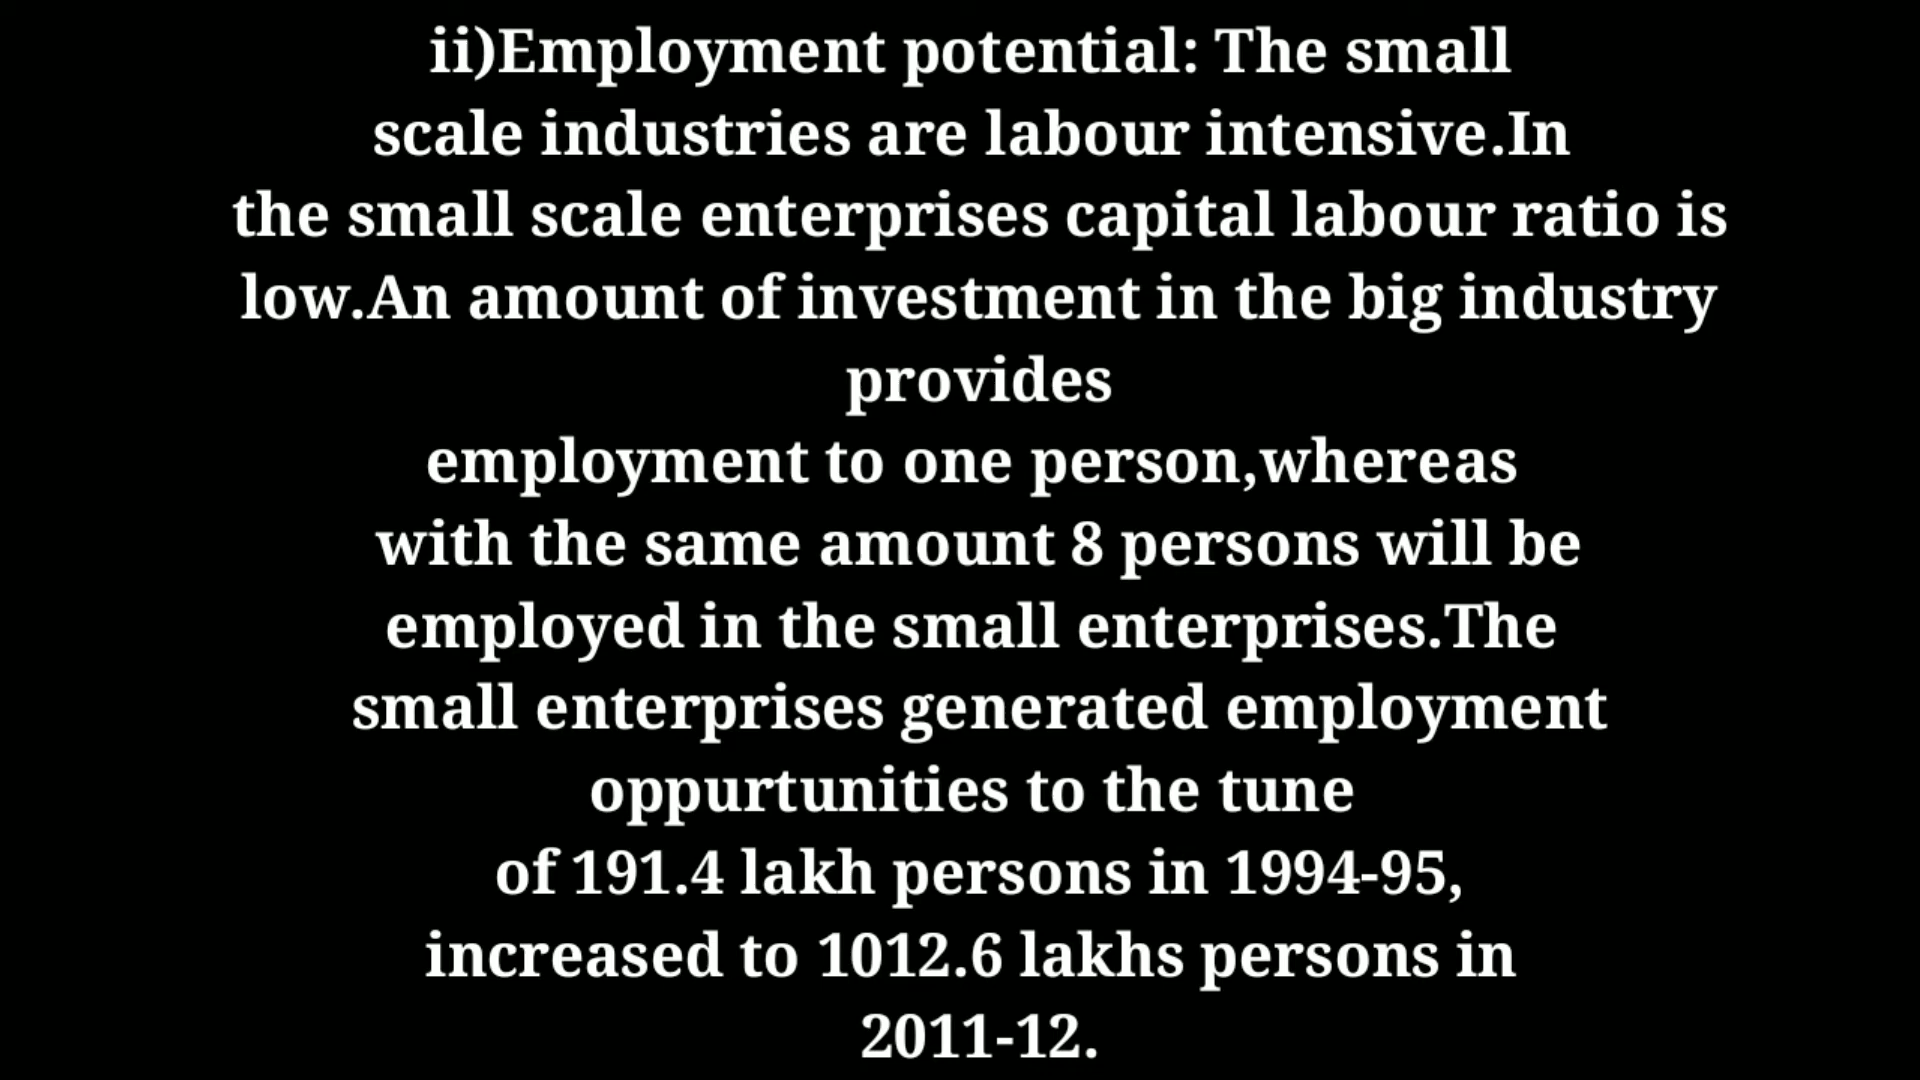 ii)Employment potential: The small
scale industries are labour intensive.In
the small scale enterprises capital labour ratio is
low.An amount of investment in the big industry
provides
employment to one person,whereas
with the same amount 8 persons will be
employed in the small enterprises.The
small enterprises generated employment
oppurtunities to the tune
of 191.4 lakh persons in 1994-95,
increased to 1012.6 lakhs persons in
2011-12.